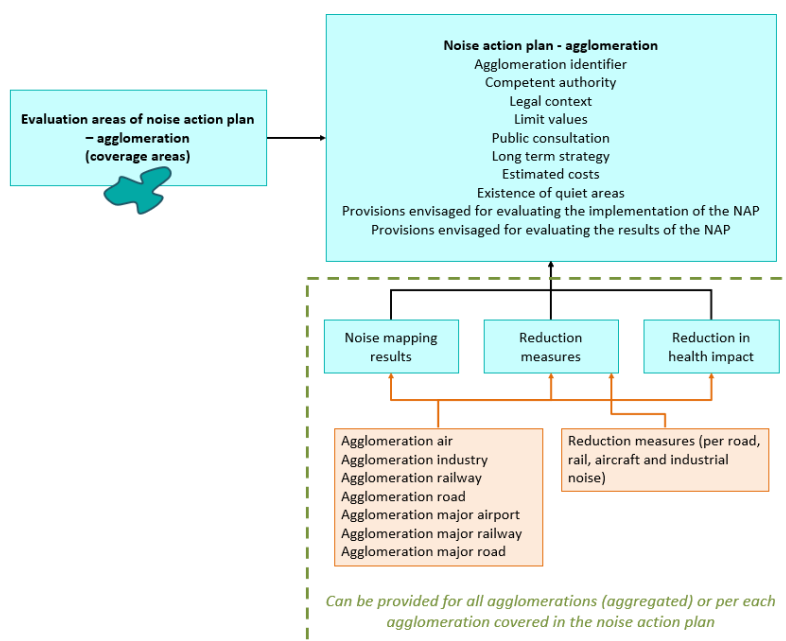 Noise action plan - agglomeration
Agglomeration identifier
Competent authority
Legal context
Limit values
Public consultation
Long term strategy
Estimated costs
Existence of quiet areas
Provisions envisaged for evaluating the implementation of the NAP
Provisions envisaged for evaluating the results of the NAP
Evaluation areas of noise action plan
– agglomeration
(coverage areas)
Noise mapping
results
Reduction
measures
Reduction in
health impact
Agglomeration air
Agglomeration industry
Agglomeration railway
Agglomeration road
Agglomeration major airport
Agglomeration major railway
Agglomeration major road
Reduction measures (per road,
rail, aircraft and industrial
noise)
Can be provided for all agglomerations (aggregated) or per each
agglomeration covered in the noise action plan